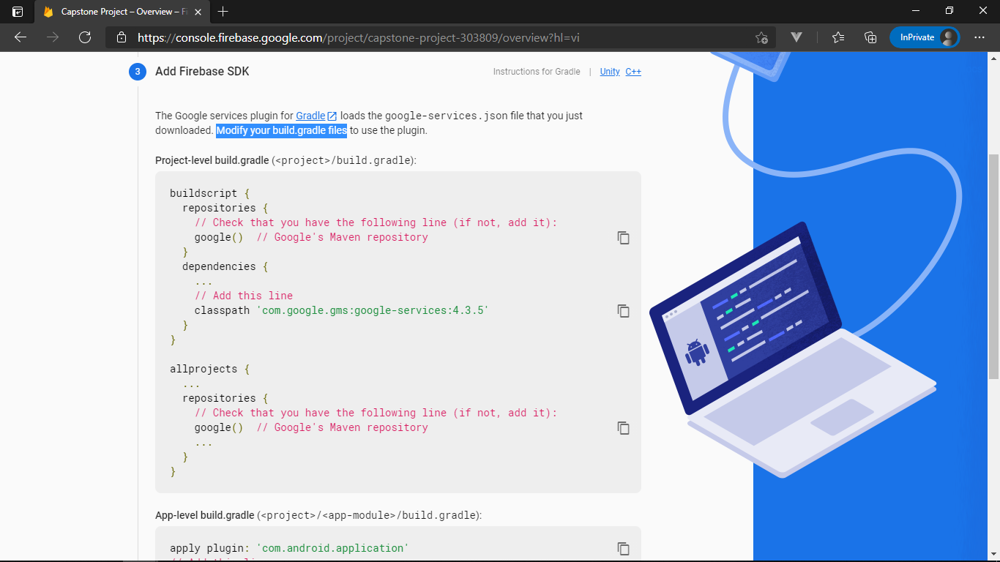 Capstone Project – Overview – Fi
https://console.firebase.google.com/project/capstone-project-303809/overview?hl=vi
InPrivate
3 Add Firebase SDK
Instructions for Gradle | Unity C++
The Google services plugin for Gradle loads the google-services.json file that you just
downloaded. Modify your build.gradle files to use the plugin.
Project-level build.gradle (<project>/build.gradle):
buildscript {
repositories {
// Check that you have the following line (if not, add it):
google() // Google's Maven repository
}
dependencies {
...
// Add this line
classpath 'com.google.gms:google-services:4.3.5'
}
}
allprojects {
...
repositories {
// Check that you have the following line (if not, add it):
google() // Google's Maven repository
...
}
}
App-level build.gradle (<project>/<app-module>/build.gradle):
apply plugin: 'com.android.application'